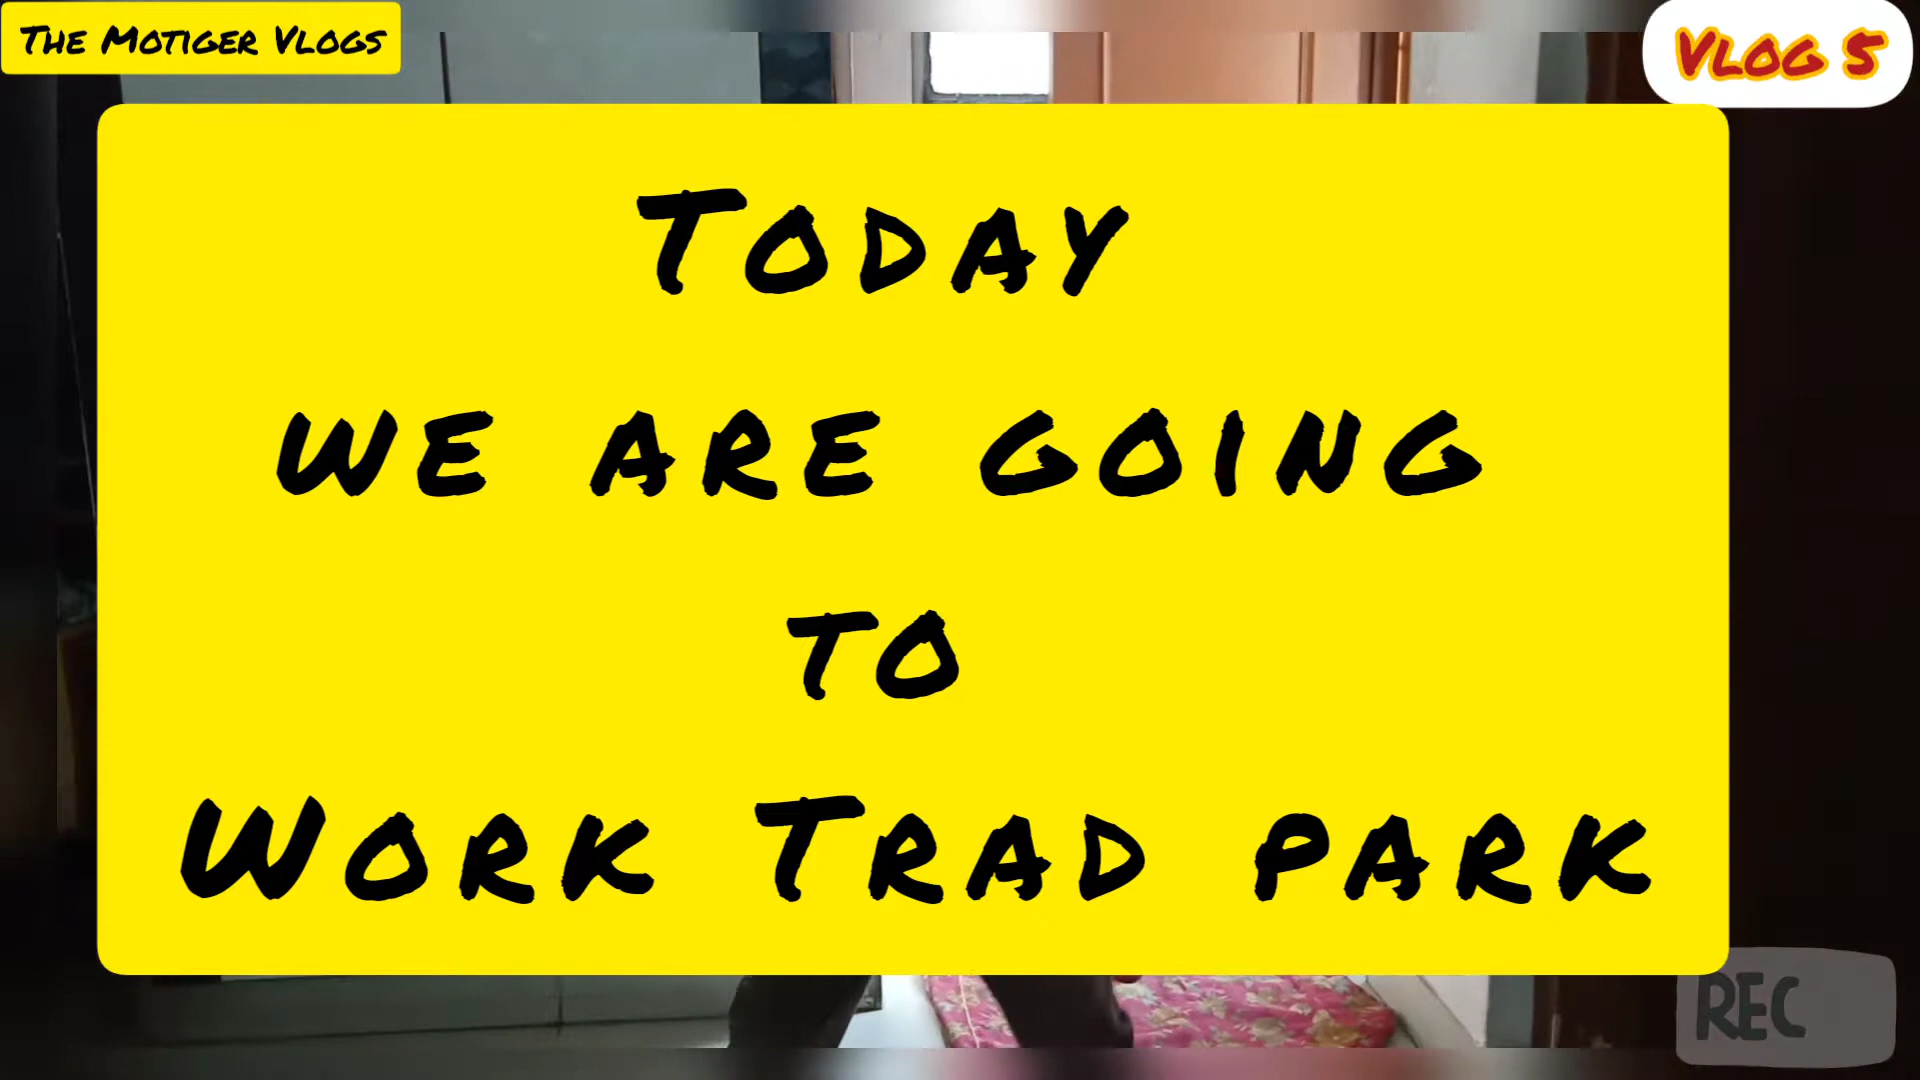 The Motiger Vlogs
Vlog 5
Today
we are going
to
Work Trad park
REC